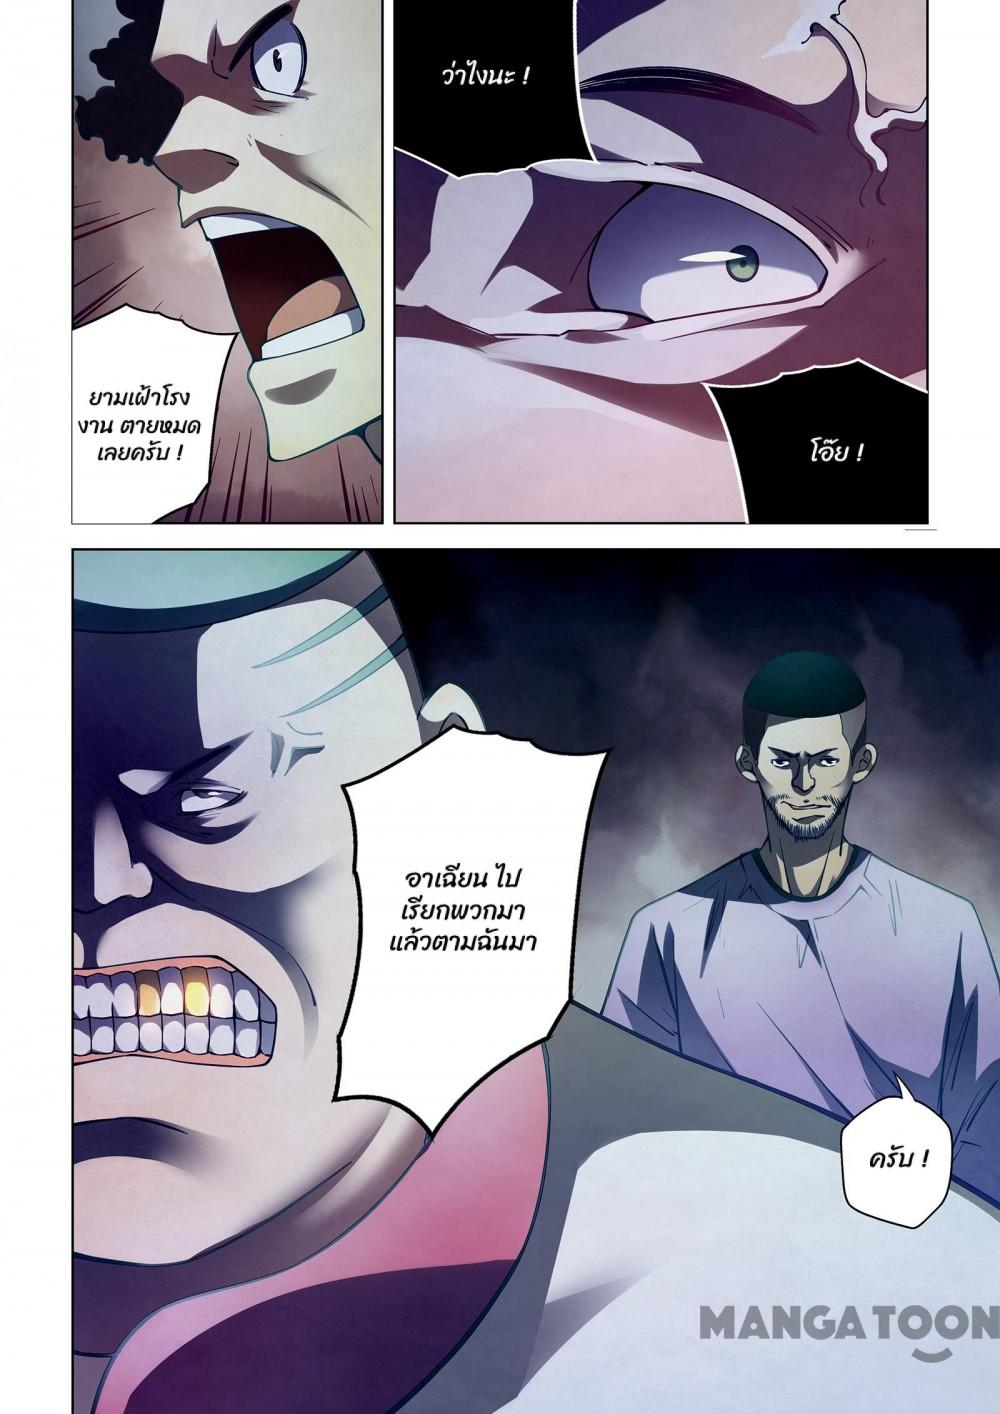 ว่าไงนะ !
ยามเฝ้าโรง
งาน ตายหมด
เลยครับ !
โอ๊ย !
อาเฉียน ไป
เรียกพวกมา
แล้วตามฉันมา
ครับ !
MANGATOON